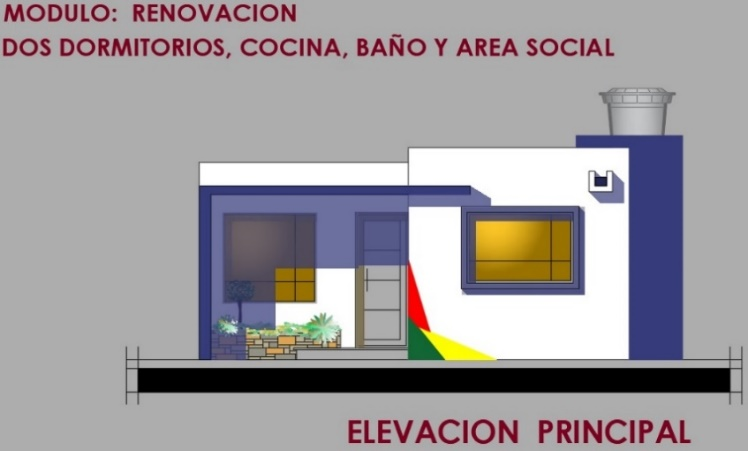 MODULO: RENOVACION
DOS DORMITORIOS, COCINA, BAÑO Y AREA SOCIAL
ELEVACION PRINCIPAL